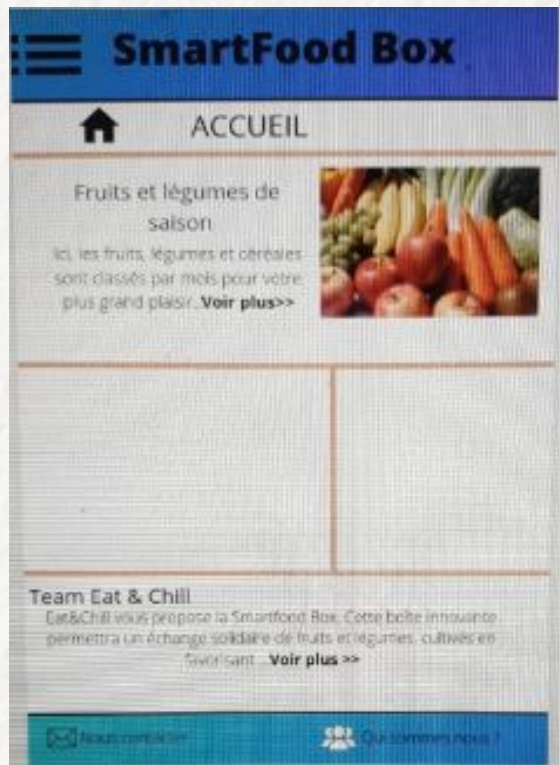 SmartFood Box
ACCUEIL
Fruits et légumes de
saison
Ici, les fruits, légumes et céréales
sont classés par mois pour votre
plus grand plaisir. Voir plus>>
Team Eat & Chill
Eat&Chill vous propose la Smartfood Box. Cette boîte innovante
permettra un échange solidaire de fruits et légumes, cultivés en
favorisant ...Voir plus >>
Nous contacter
Qui sommes nous ?